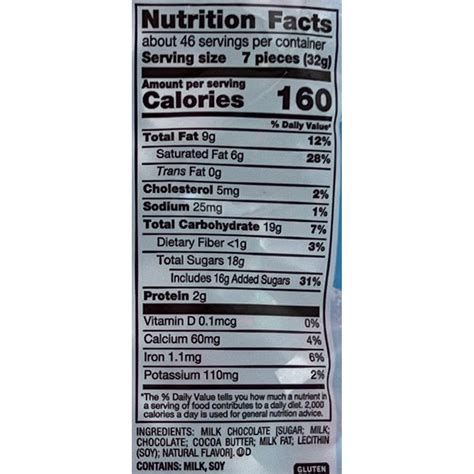 Nutrition Facts
about 46 servings per container
Serving size 7 pieces (32g)
Amount per serving
Calories 160
% Daily Value*
Total Fat 9g 12%
Saturated Fat 6g 28%
Trans Fat 0g
Cholesterol 5mg 2%
Sodium 25mg 1%
Total Carbohydrate 19g 7%
Dietary Fiber <1g 3%
Total Sugars 18g
Includes 16g Added Sugars 31%
Protein 2g
Vitamin D 0.1mcg 0%
Calcium 60mg 4%
Iron 1.1mg 6%
Potassium 110mg 2%
*The % Daily Value tells you how much a nutrient in
a serving of food contributes to a daily diet. 2,000
calories a day is used for general nutrition advice.
INGREDIENTS: MILK CHOCOLATE [SUGAR; MILK;
CHOCOLATE; COCOA BUTTER; MILK FAT; LECITHIN
(SOY); NATURAL FLAVOR]. ⓊD
CONTAINS: MILK, SOY
GLUTEN